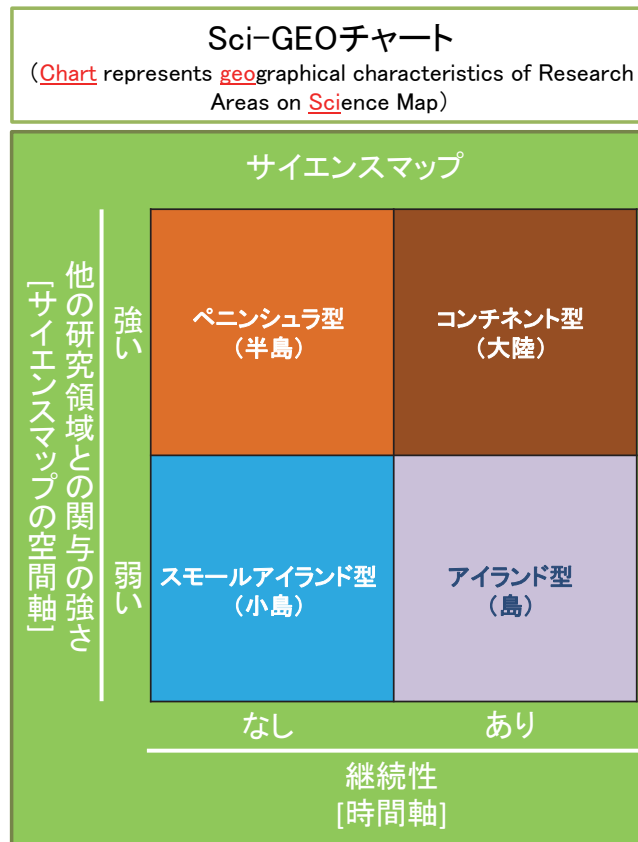 Sci-GEOチャート
（Chart represents geographical characteristics of Research
Areas on Science Map）
サイエンスマップ
他の研究領域との関与の強さ
[サイエンスマップの空間軸]
強い
弱い
ペニンシュラ型
（半島）
コンチネント型
（大陸）
スモールアイランド型
（小島）
アイランド型
（島）
なし
あり
継続性
[時間軸]